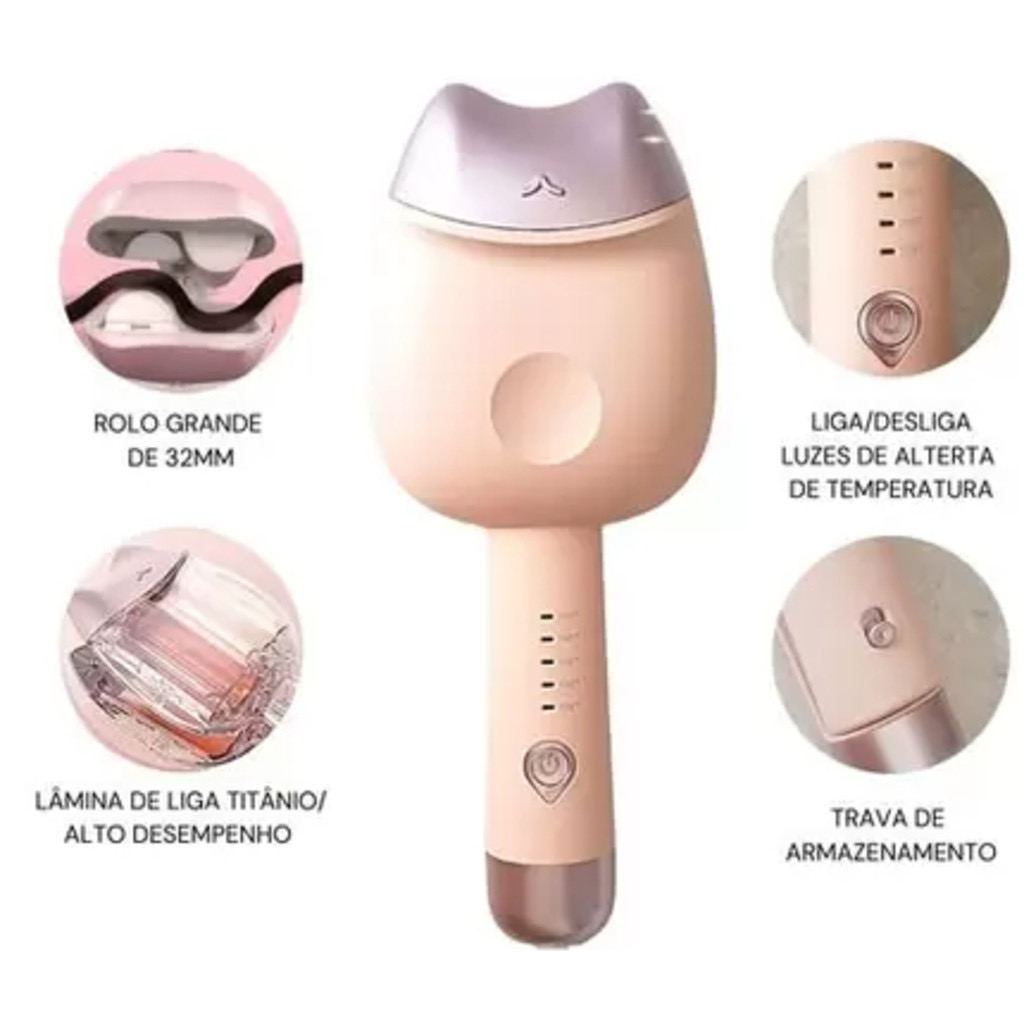 ROLO GRANDE
DE 32MM
LIGA/DESLIGA
LUZES DE ALTERTA
DE TEMPERATURA
LÂMINA DE LIGA TITÂNIO/
ALTO DESEMPENHO
TRAVA DE
ARMAZENAMENTO